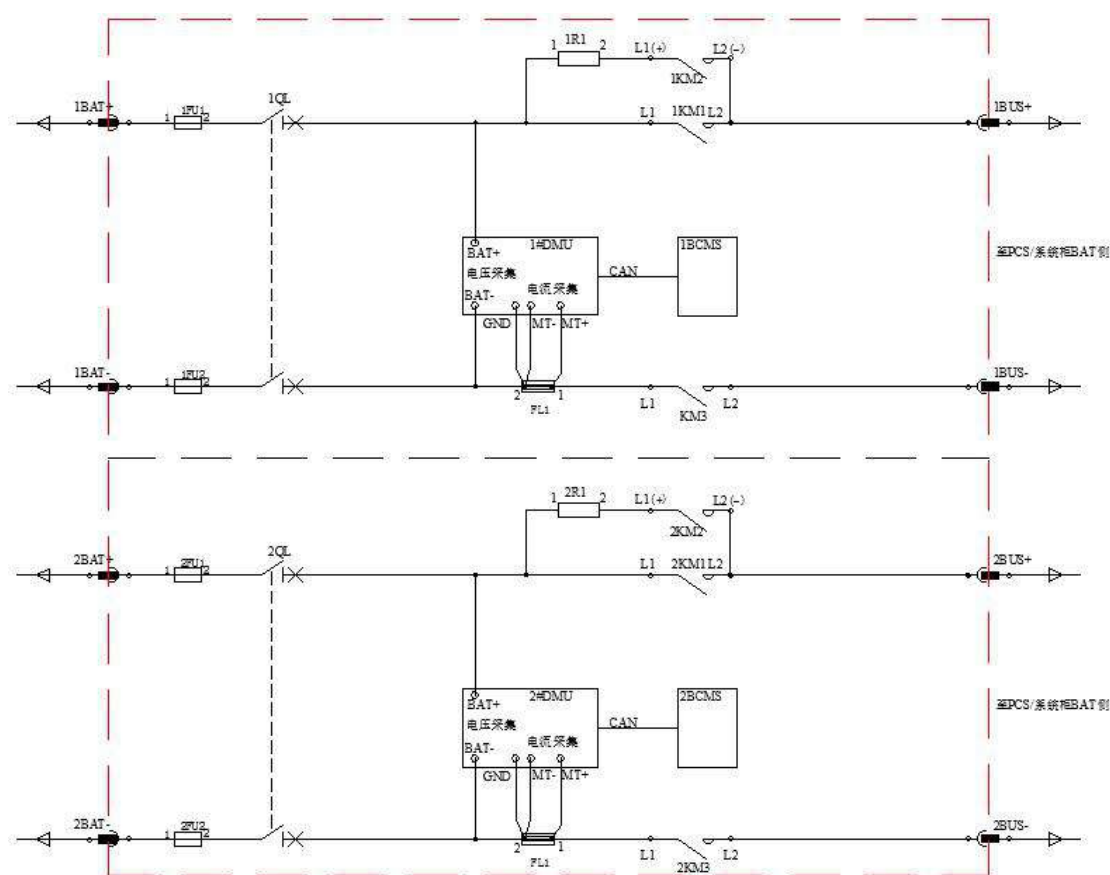 1R1
1 2
L1(+) L2(-)
1KM2
1BAT+
1FU1
1 2
1QL
L1 1KM1 L2
1BUS+
1#DMU
BAT+
电压采集
BAT-
电流采集
GND MT- MT+
CAN
1BCMS
至PCS/系统柜BAT侧
1BAT-
1FU2
1 2
2 1
FL1
L1 L2
KM3
1BUS-
2R1
1 2
L1(+) L2(-)
2KM2
2BAT+
2FU1
1 2
2QL
L1 2KM1 L2
2BUS+
2#DMU
BAT+
电压采集
BAT-
电流采集
GND MT- MT+
CAN
2BCMS
至PCS/系统柜BAT侧
2BAT-
2FU2
1 2
2 1
FL1
L1 L2
2KM3
2BUS-